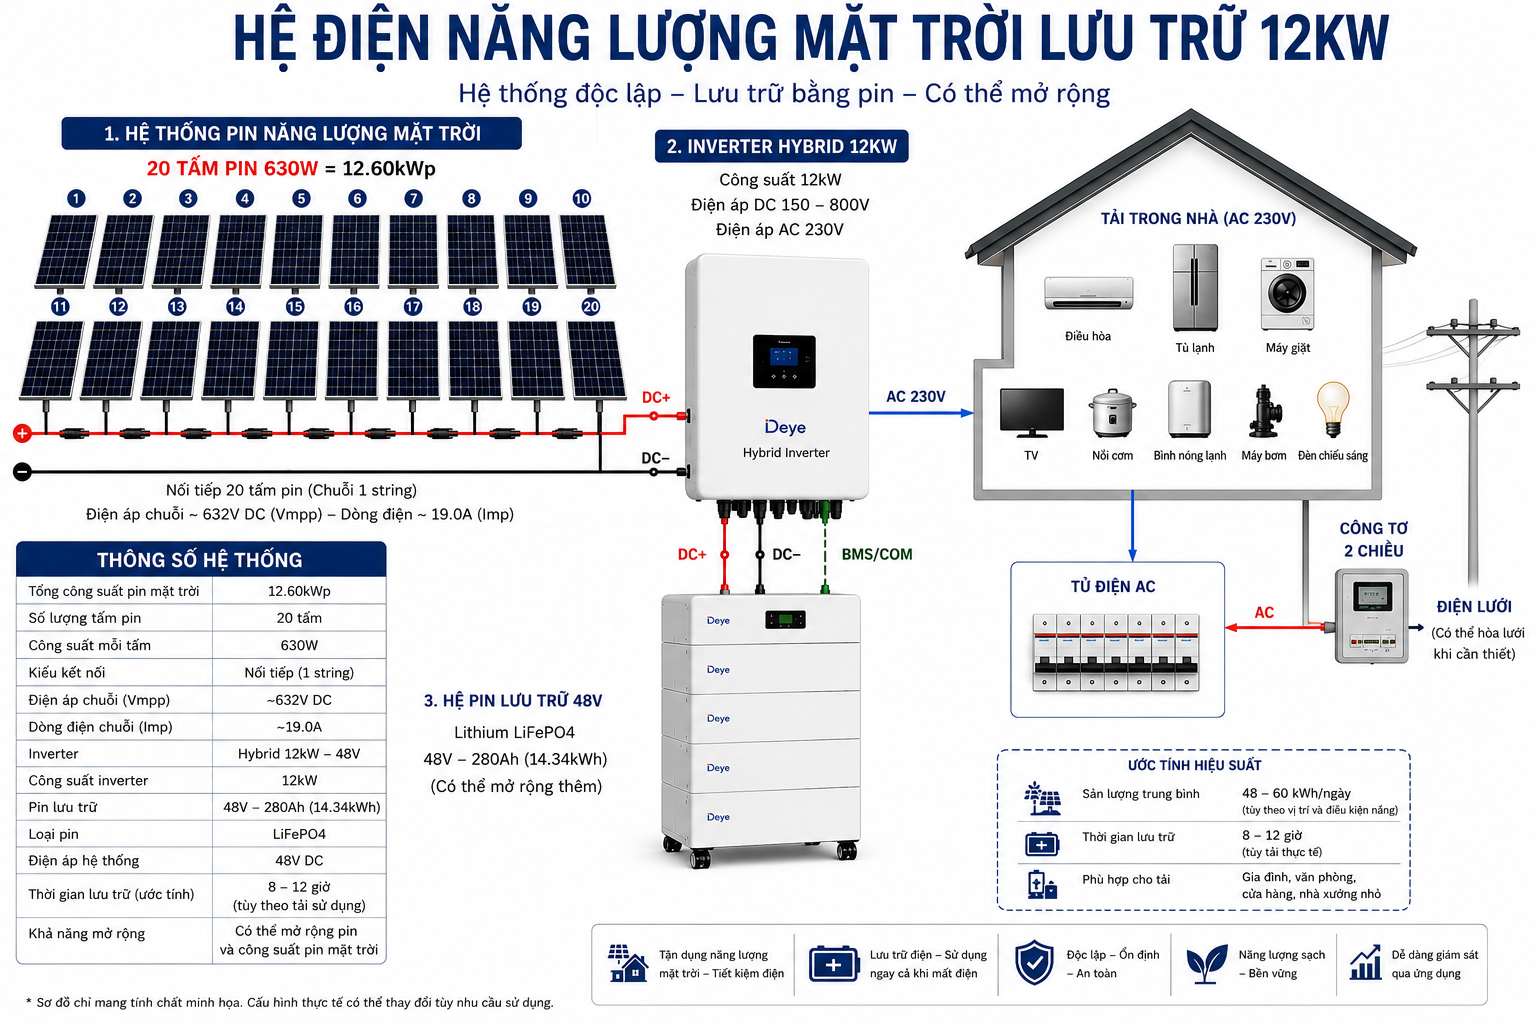 HỆ ĐIỆN NĂNG LƯỢNG MẶT TRỜI LƯU TRỮ 12KW
Hệ thống độc lập – Lưu trữ bằng pin – Có thể mở rộng
1. HỆ THỐNG PIN NĂNG LƯỢNG MẶT TRỜI
20 TẤM PIN 630W = 12.60kWp
1 2 3 4 5 6 7 8 9 10
11 12 13 14 15 16 17 18 19 20
DC+
DC–
+
–
Nối tiếp 20 tấm pin (Chuỗi 1 string)
Điện áp chuỗi ~ 632V DC (Vmpp) – Dòng điện ~ 19.0A (Imp)
2. INVERTER HYBRID 12KW
Công suất 12kW
Điện áp DC 150 – 800V
Điện áp AC 230V
Deye
Hybrid Inverter
AC 230V
DC+
DC–
BMS/COM
Deye
Deye
Deye
Deye
Deye
3. HỆ PIN LƯU TRỮ 48V
Lithium LiFePO4
48V – 280Ah (14.34kWh)
(Có thể mở rộng thêm)
TẢI TRONG NHÀ (AC 230V)
Điều hòa
Tủ lạnh
Máy giặt
TV
Nồi cơm
Bình nóng lạnh
Máy bơm
Đèn chiếu sáng
TỦ ĐIỆN AC
AC
CÔNG TƠ
2 CHIỀU
ĐIỆN LƯỚI
(Có thể hòa lưới
khi cần thiết)
THÔNG SỐ HỆ THỐNG
Tổng công suất pin mặt trời 12.60kWp
Số lượng tấm pin 20 tấm
Công suất mỗi tấm 630W
Kiểu kết nối Nối tiếp (1 string)
Điện áp chuỗi (Vmpp) ~632V DC
Dòng điện chuỗi (Imp) ~19.0A
Inverter Hybrid 12kW – 48V
Công suất inverter 12kW
Pin lưu trữ 48V – 280Ah (14.34kWh)
Loại pin LiFePO4
Điện áp hệ thống 48V DC
Thời gian lưu trữ (ước tính) 8 – 12 giờ
(tùy theo tải sử dụng)
Khả năng mở rộng Có thể mở rộng pin
và công suất pin mặt trời
ƯỚC TÍNH HIỆU SUẤT
Sản lượng trung bình 48 – 60 kWh/ngày
(tùy theo vị trí và điều kiện nắng)
Thời gian lưu trữ 8 – 12 giờ
(tùy tải thực tế)
Phù hợp cho tải Gia đình, văn phòng,
cửa hàng, nhà xưởng nhỏ
Tận dụng năng lượng
mặt trời – Tiết kiệm điện
Lưu trữ điện – Sử dụng
ngay cả khi mất điện
Độc lập – Ổn định
– An toàn
Năng lượng sạch
– Bền vững
Dễ dàng giám sát
qua ứng dụng
* Sơ đồ chỉ mang tính chất minh họa. Cấu hình thực tế có thể thay đổi tùy nhu cầu sử dụng.